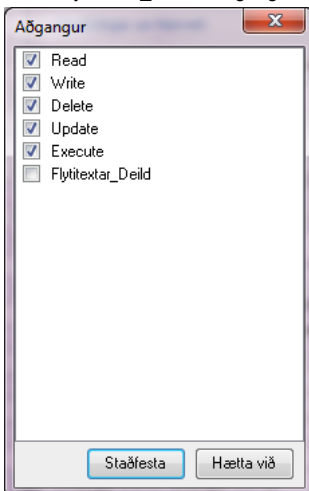 Aðgangur
Read
Write
Delete
Update
Execute
Flytitextar_Deild
Staðfesta Hætta við